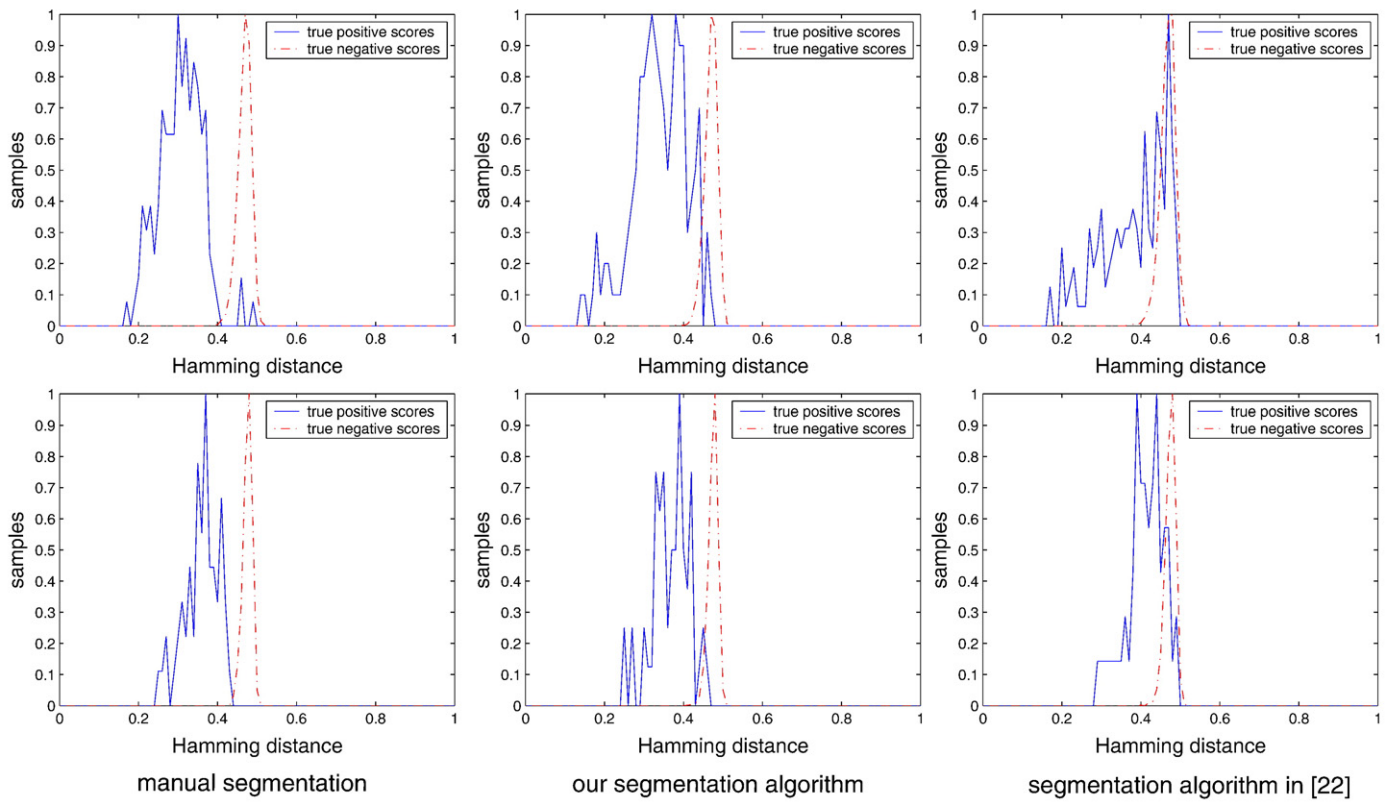 1
0.9
0.8
0.7
0.6
0.5
0.4
0.3
0.2
0.1
0
samples
true positive scores
true negative scores
0 0.2 0.4 0.6 0.8 1
Hamming distance
1
0.9
0.8
0.7
0.6
0.5
0.4
0.3
0.2
0.1
0
samples
true positive scores
true negative scores
0 0.2 0.4 0.6 0.8 1
Hamming distance
1
0.9
0.8
0.7
0.6
0.5
0.4
0.3
0.2
0.1
0
samples
true positive scores
true negative scores
0 0.2 0.4 0.6 0.8 1
Hamming distance
1
0.9
0.8
0.7
0.6
0.5
0.4
0.3
0.2
0.1
0
samples
true positive scores
true negative scores
0 0.2 0.4 0.6 0.8 1
Hamming distance
manual segmentation
1
0.9
0.8
0.7
0.6
0.5
0.4
0.3
0.2
0.1
0
samples
true positive scores
true negative scores
0 0.2 0.4 0.6 0.8 1
Hamming distance
our segmentation algorithm
1
0.9
0.8
0.7
0.6
0.5
0.4
0.3
0.2
0.1
0
samples
true positive scores
true negative scores
0 0.2 0.4 0.6 0.8 1
Hamming distance
segmentation algorithm in [22]